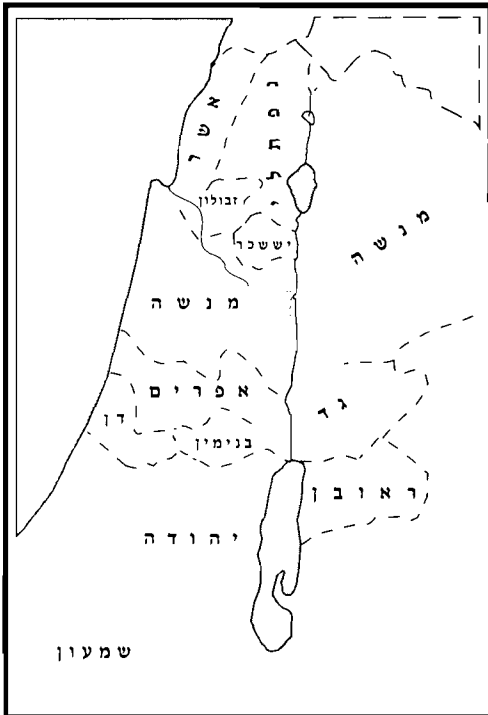 אשר
נפתלי
זבולון
יששכר
מנשה
מנשה
אפרים
דן
בנימין
גד
ראובן
יהודה
שמעון